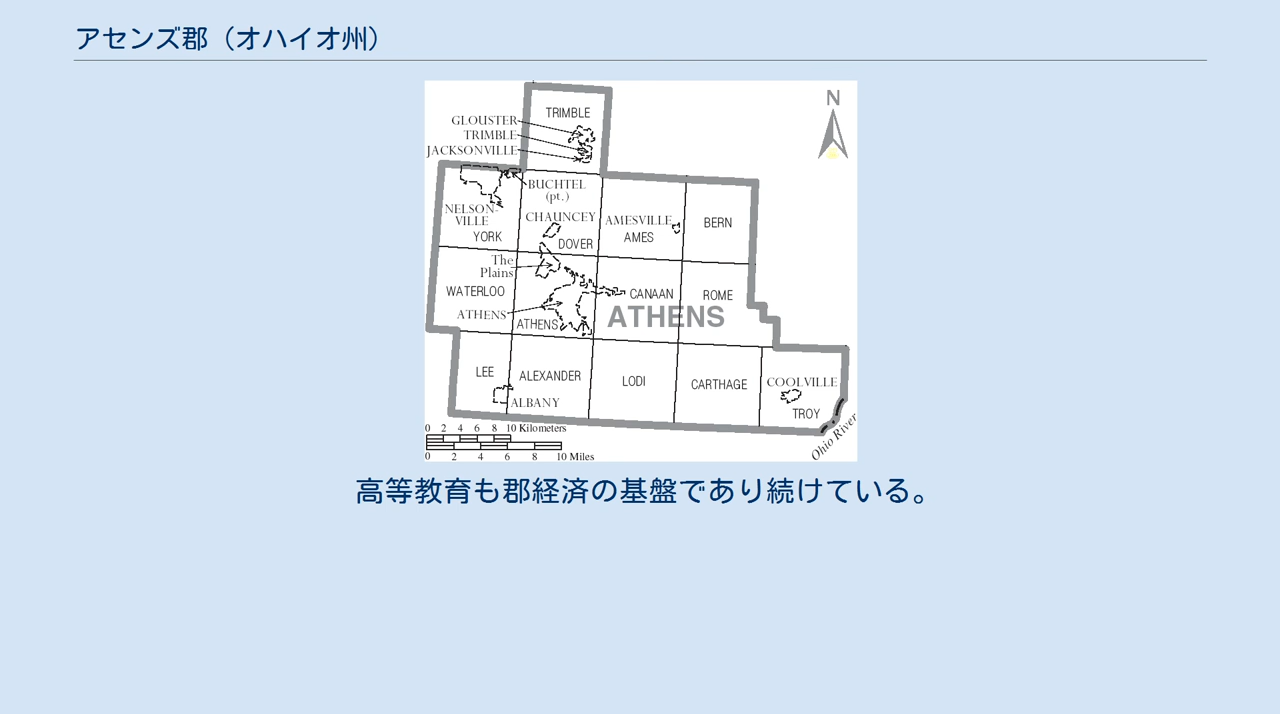 アセンズ郡（オハイオ州）
N
TRIMBLE
GLOUSTER
TRIMBLE
JACKSONVILLE
BUCHTEL
(pt.)
NELSON-
VILLE
YORK
CHAUNCEY
DOVER
AMESVILLE
AMES
BERN
The
Plains
WATERLOO
ATHENS
ATHENS
CANAAN
ROME
ATHENS
LEE
ALEXANDER
ALBANY
LODI
CARTHAGE
COOLVILLE
TROY
Ohio River
0 2 4 6 8 10 Kilometers
0 2 4 6 8 10 Miles
高等教育も郡経済の基盤であり続けている。